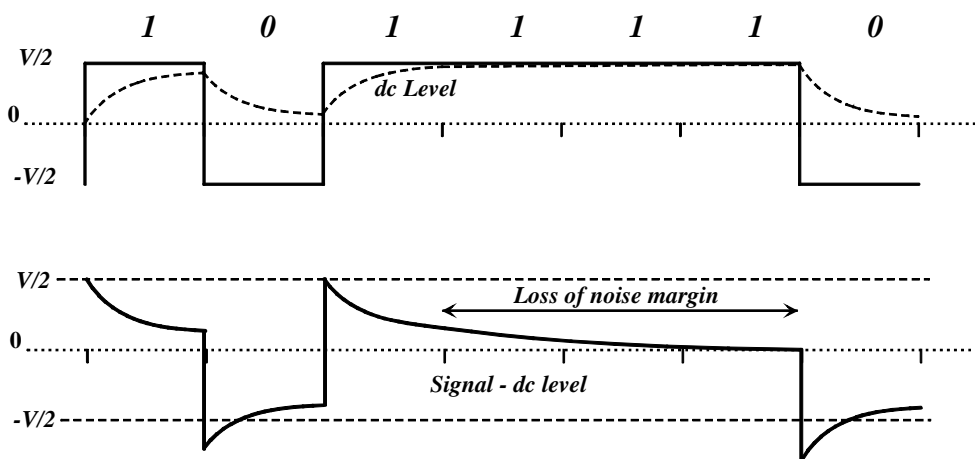 1 0 1 1 1 1 0
V/2
dc Level
0
-V/2
V/2
Loss of noise margin
0
Signal - dc level
-V/2